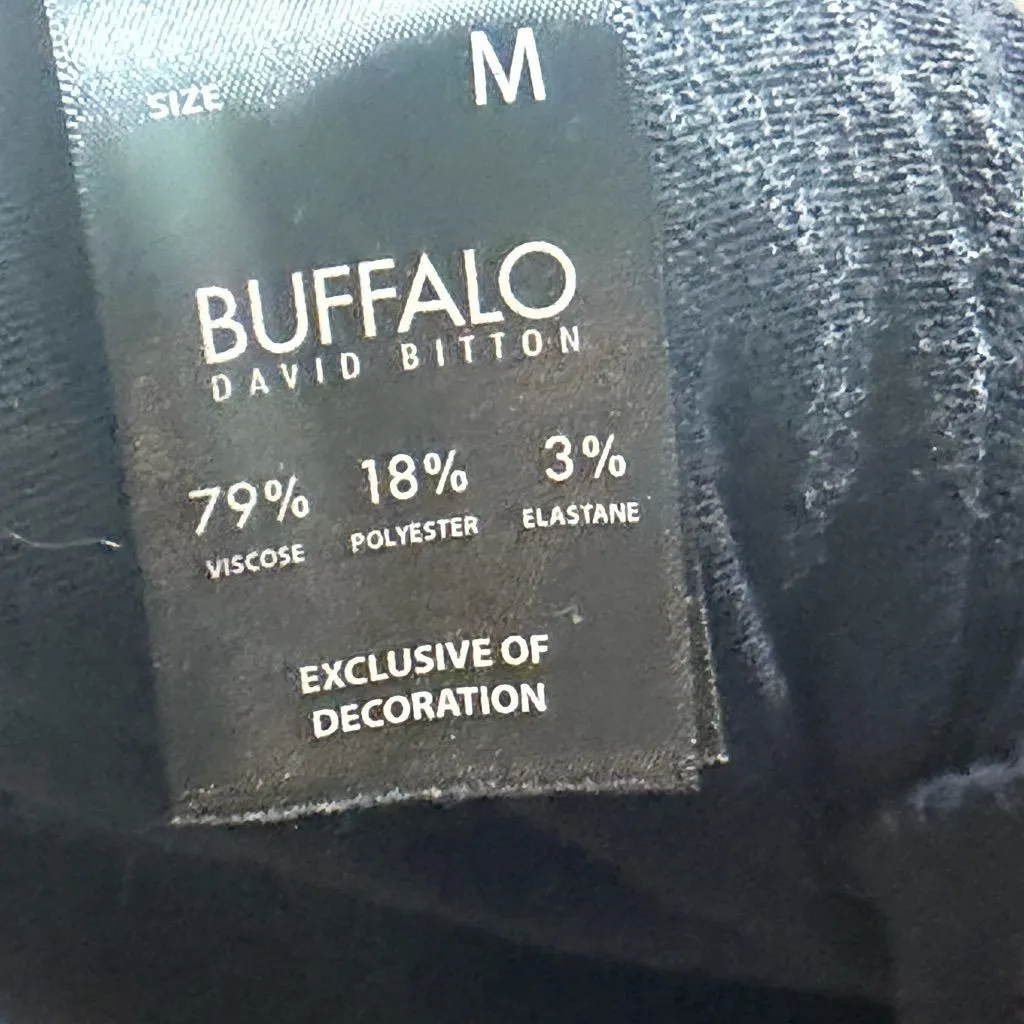 SIZE M
BUFFALO
DAVID BITTON
79% 18% 3%
VISCOSE POLYESTER ELASTANE
EXCLUSIVE OF
DECORATION